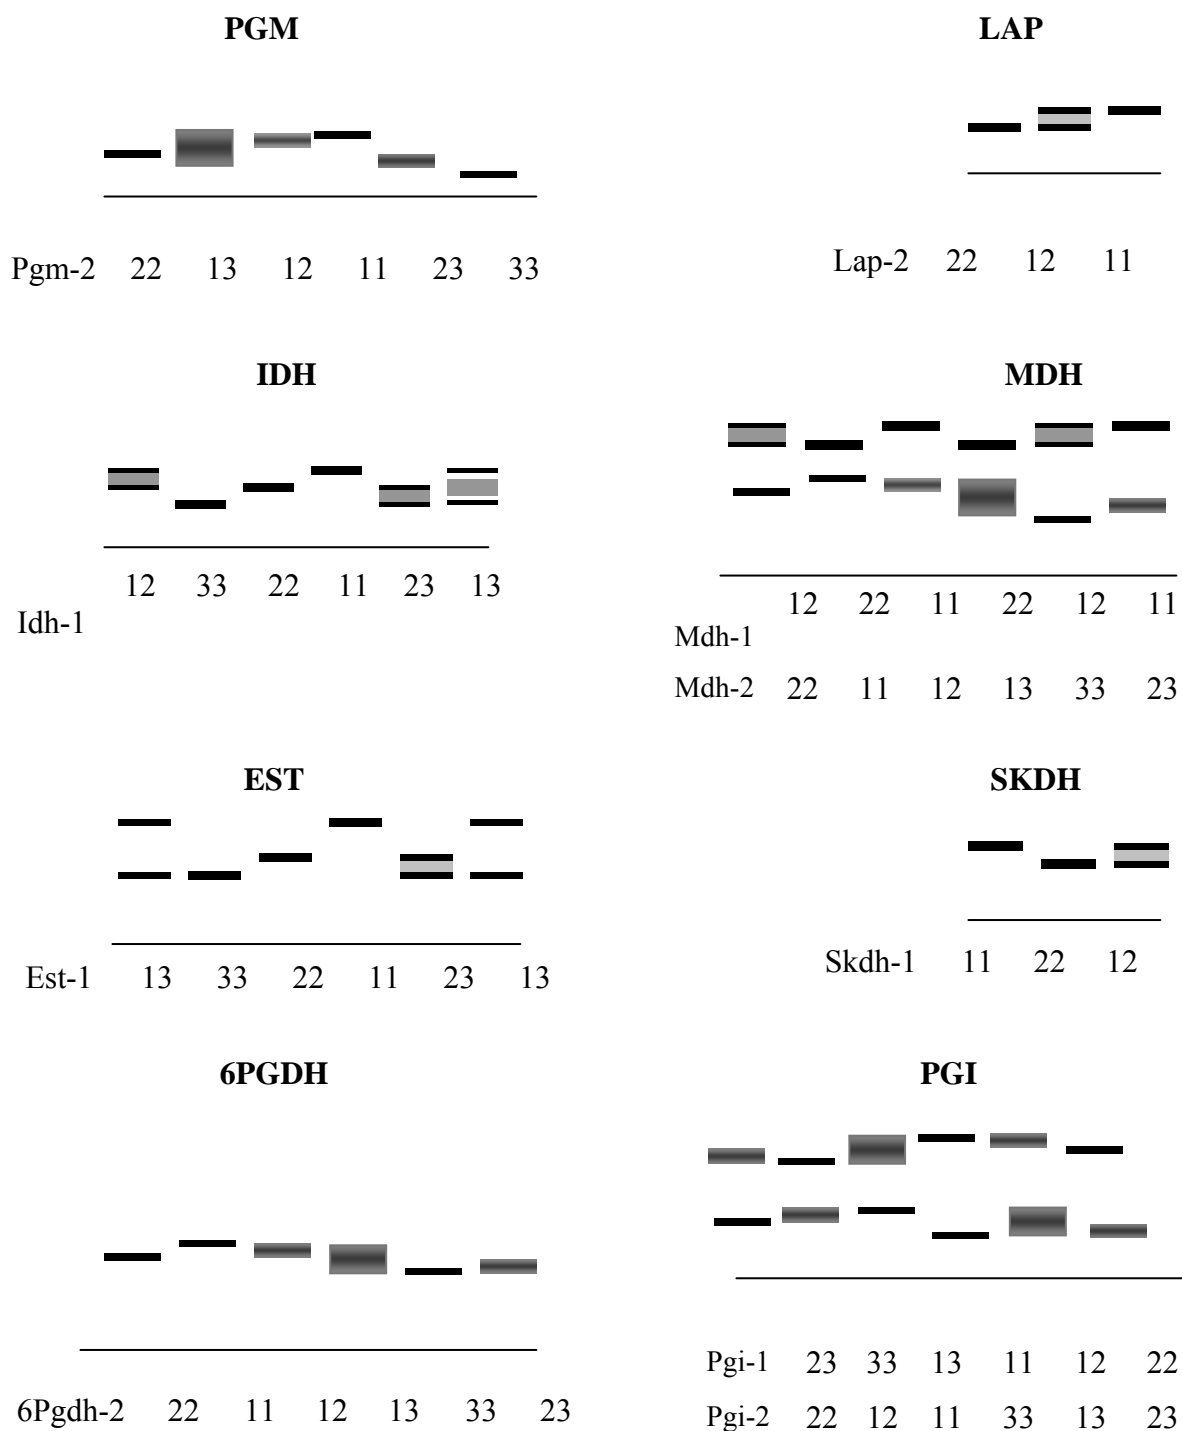 PGM
Pgm-2 22 13 12 11 23 33
LAP
Lap-2 22 12 11
IDH
12 33 22 11 23 13
Idh-1
MDH
12 22 11 22 12 11
Mdh-1
Mdh-2 22 11 12 13 33 23
EST
Est-1 13 33 22 11 23 13
SKDH
Skdh-1 11 22 12
6PGDH
6Pgdh-2 22 11 12 13 33 23
PGI
Pgi-1 23 33 13 11 12 22
Pgi-2 22 12 11 33 13 23